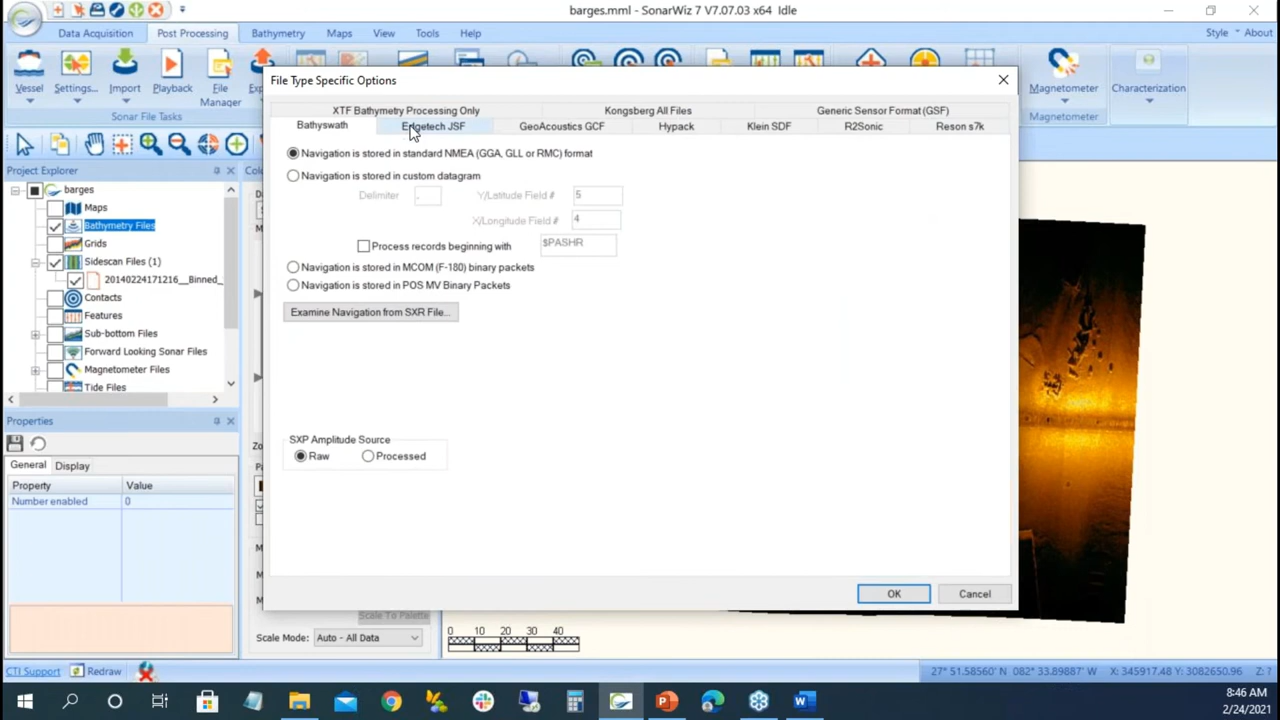 barges.mml - SonarWiz 7 V7.07.03 x64 Idle
Data Acquisition Post Processing Bathymetry Maps View Tools Help Style About
Vessel Settings... Import Playback File Manager Magnetometer Characterization
Sonar File Tasks Magnetometer
File Type Specific Options
XTF Bathymetry Processing Only Kongsberg All Files Generic Sensor Format (GSF)
Bathyswath Edgetech JSF GeoAcoustics GCF Hypack Klein SDF R2Sonic Reson s7k
Navigation is stored in standard NMEA (GGA, GLL or RMC) format
Navigation is stored in custom datagram
Delimiter , Y/Latitude Field # 5
X/Longitude Field # 4
Process records beginning with $PASHR
Navigation is stored in MCOM (F-180) binary packets
Navigation is stored in POS MV Binary Packets
Examine Navigation from SXR File...
SXP Amplitude Source
Raw Processed
OK Cancel
Project Explorer
barges
Maps
Bathymetry Files
Grids
Sidescan Files (1)
20140224171216__Binned_
Contacts
Features
Sub-bottom Files
Forward Looking Sonar Files
Magnetometer Files
Tide Files
Properties
General Display
Property Value
Number enabled 0
Scale To Palette
Scale Mode: Auto - All Data
0 10 20 30 40
CTI Support Redraw
27° 51.58560' N 082° 33.89887' W X: 345917.48 Y: 3082650.96 Z: ?
8:46 AM
2/24/2021